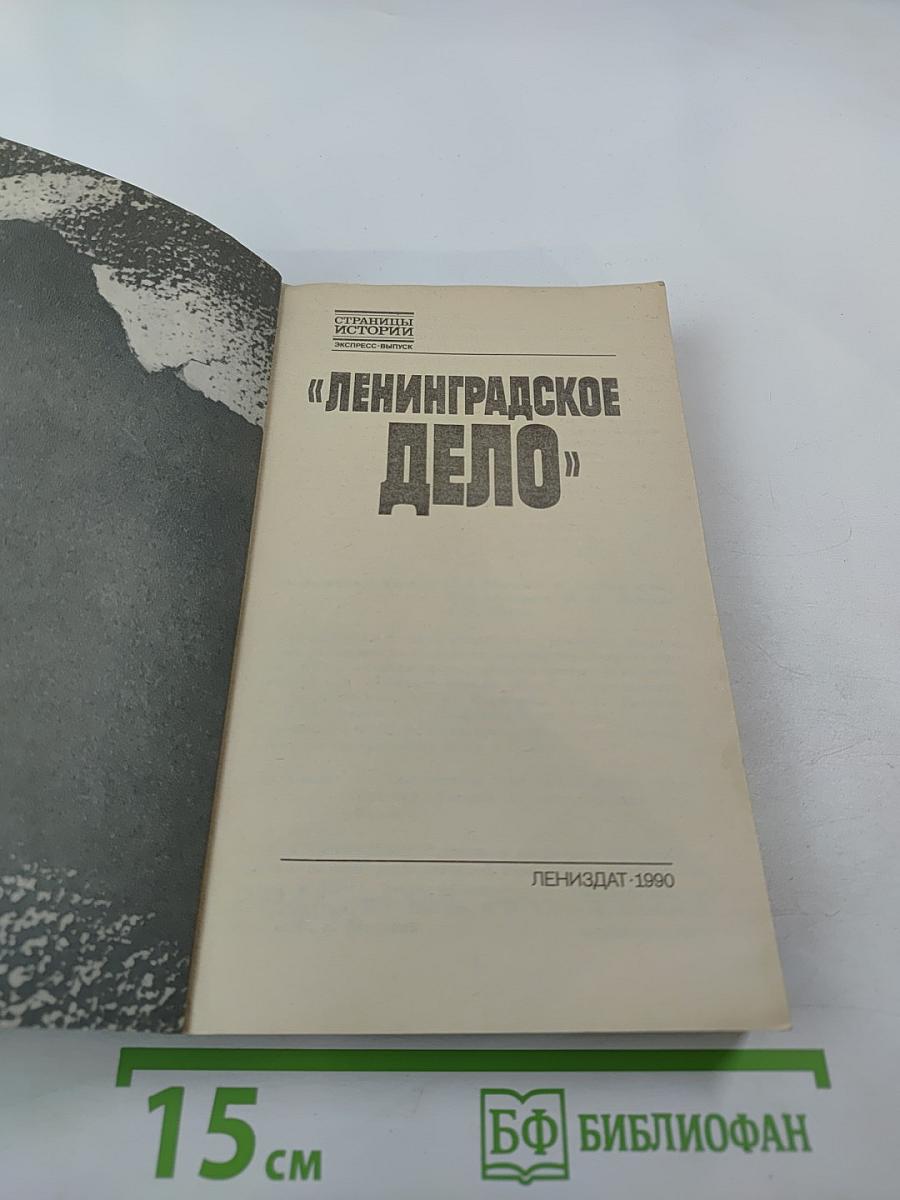 СТРАНИЦЫ
ИСТОРИИ
ЭКСПРЕСС-ВЫПУСК
«ЛЕНИНГРАДСКОЕ
ДЕЛО»
ЛЕНИЗДАТ·1990
15 см
БФ БИБЛИОФАН